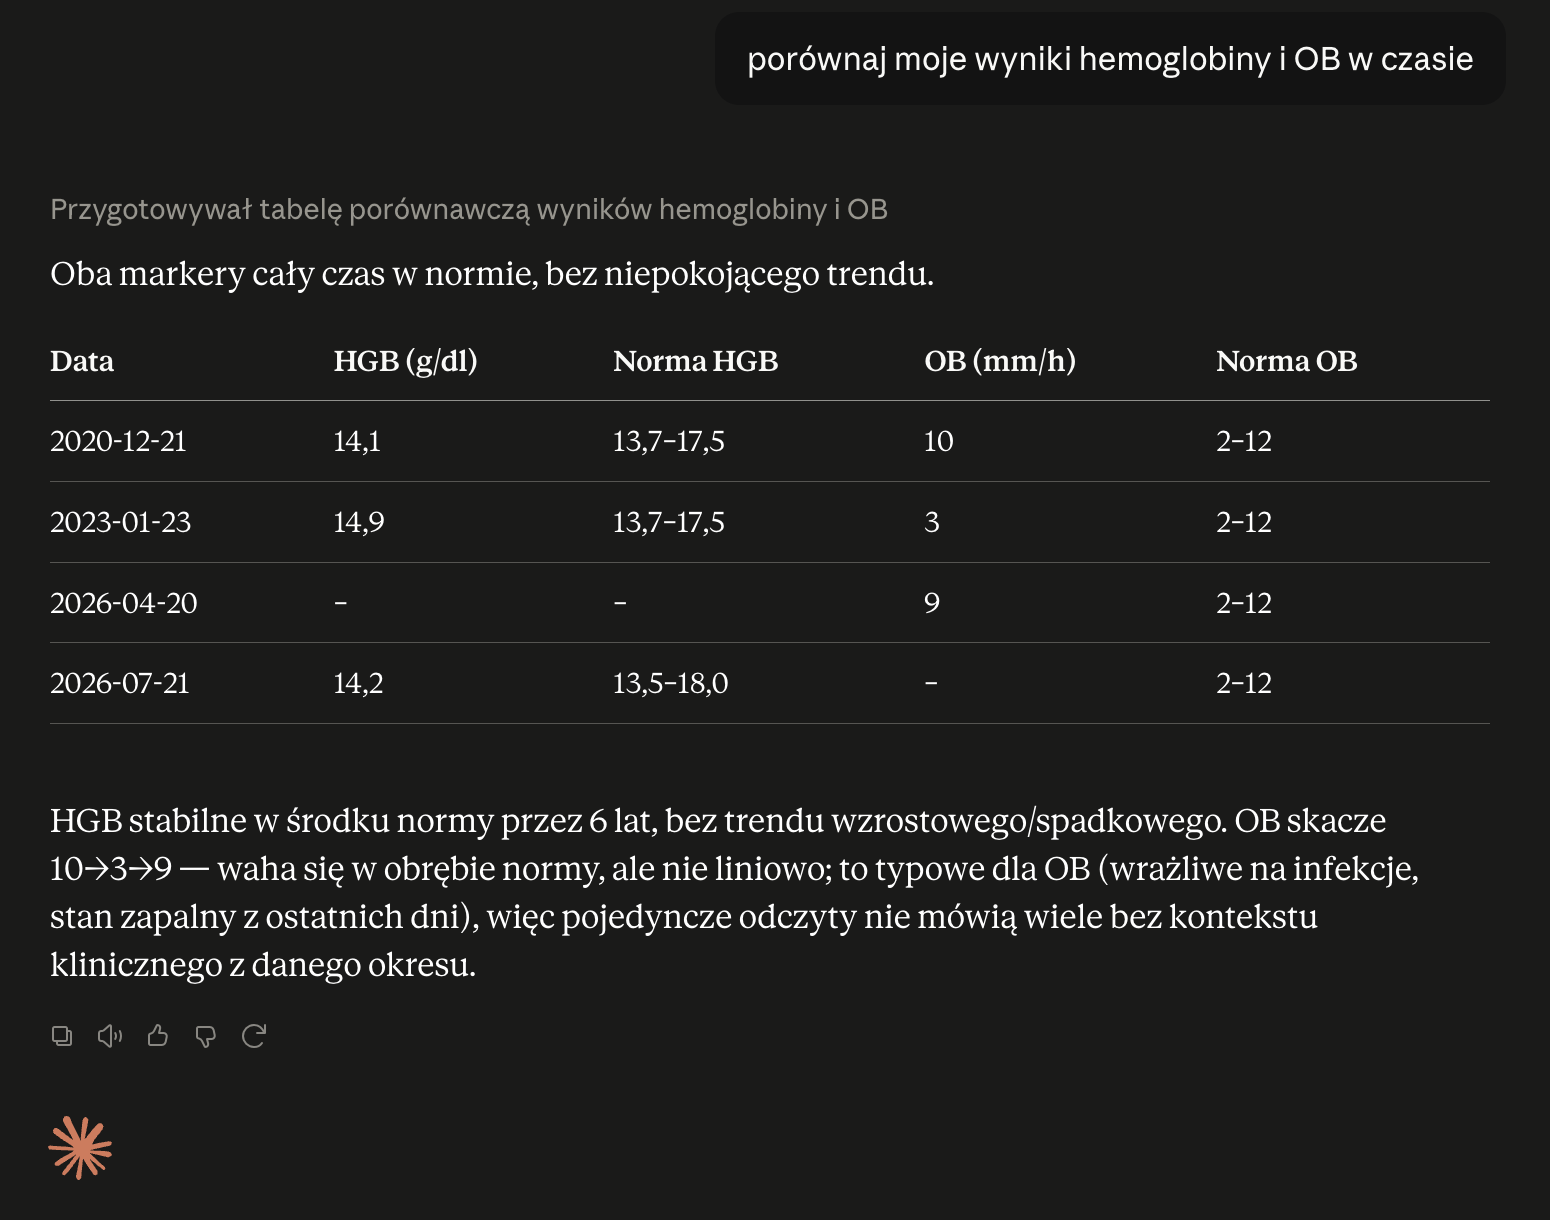 porównaj moje wyniki hemoglobiny i OB w czasie
Przygotowywał tabelę porównawczą wyników hemoglobiny i OB
Oba markery cały czas w normie, bez niepokojącego trendu.
Data HGB (g/dl) Norma HGB OB (mm/h) Norma OB
2020-12-21 14,1 13,7–17,5 10 2–12
2023-01-23 14,9 13,7–17,5 3 2–12
2026-04-20 – – 9 2–12
2026-07-21 14,2 13,5–18,0 – 2–12
HGB stabilne w środku normy przez 6 lat, bez trendu wzrostowego/spadkowego. OB skacze
10→3→9 — waha się w obrębie normy, ale nie liniowo; to typowe dla OB (wrażliwe na infekcje,
stan zapalny z ostatnich dni), więc pojedyncze odczyty nie mówią wiele bez kontekstu
klinicznego z danego okresu.